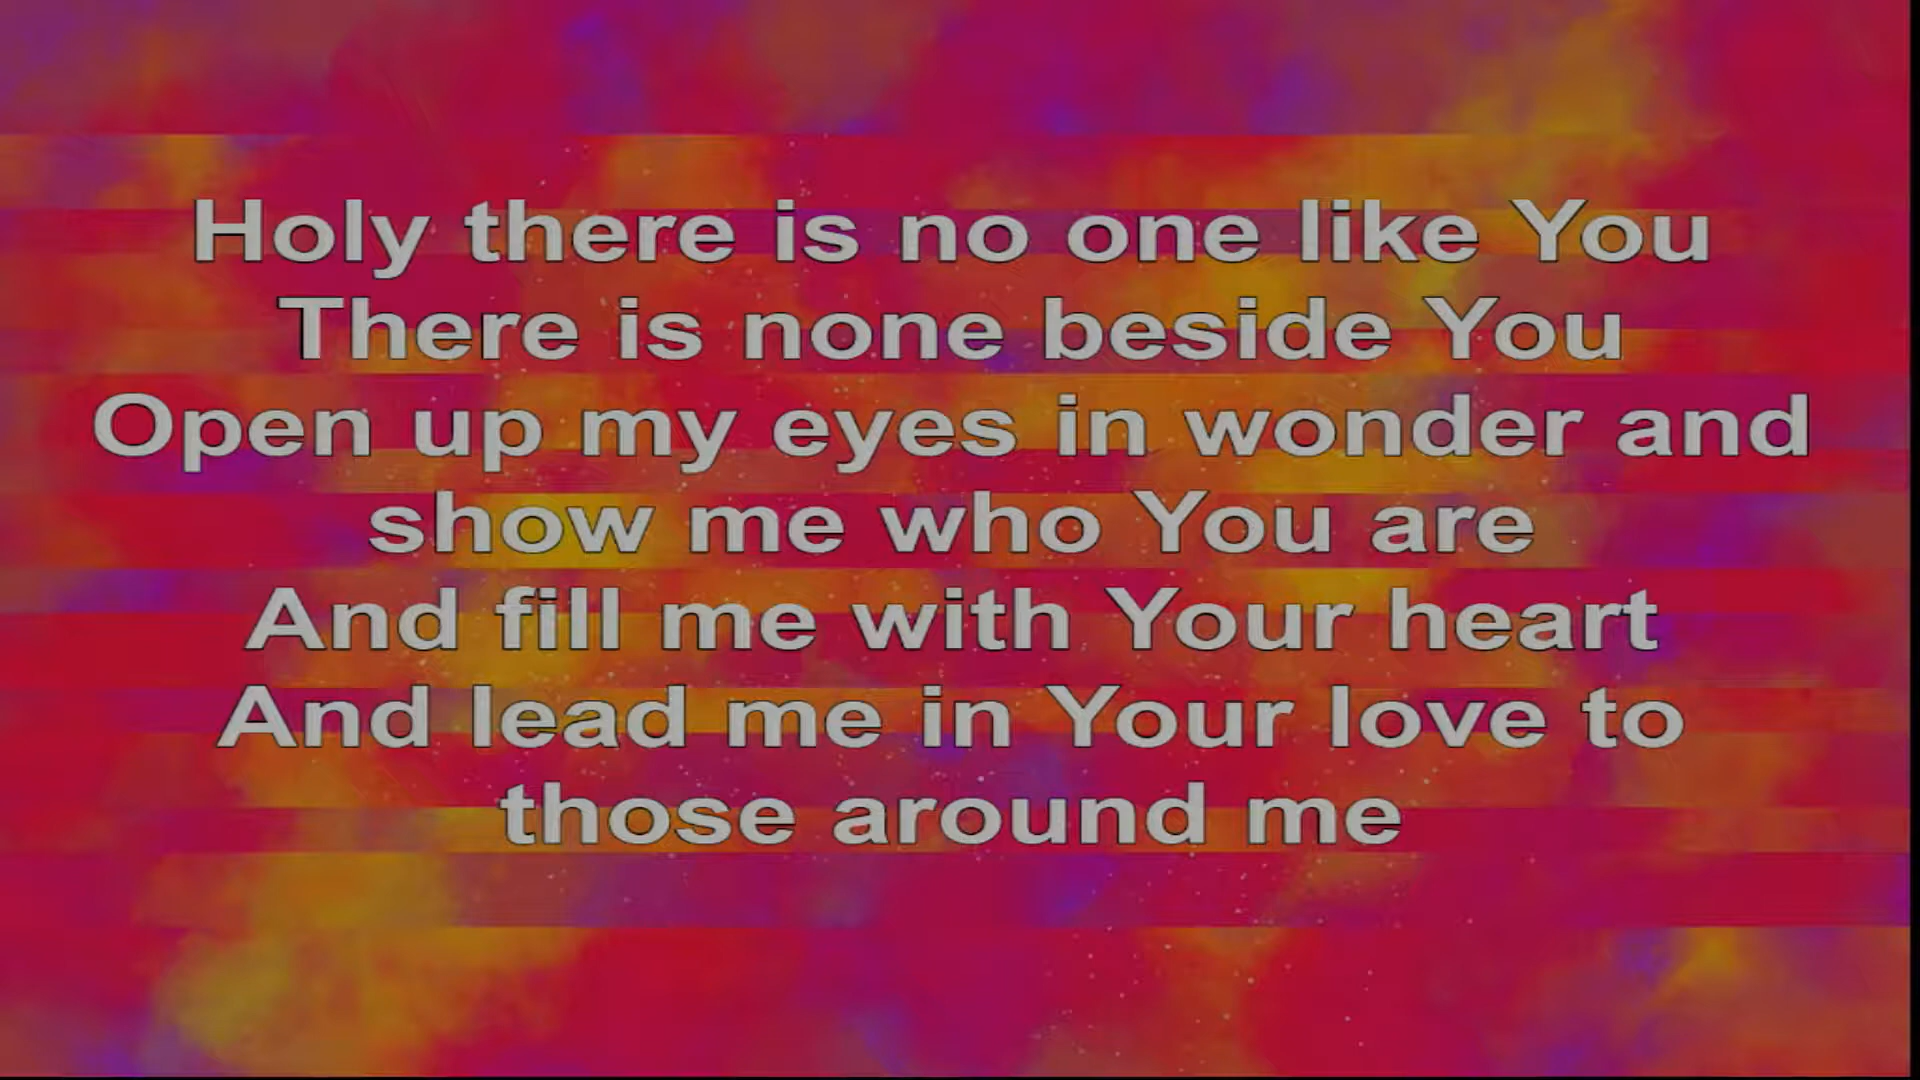 Holy there is no one like You
There is none beside You
Open up my eyes in wonder and
show me who You are
And fill me with Your heart
And lead me in Your love to
those around me